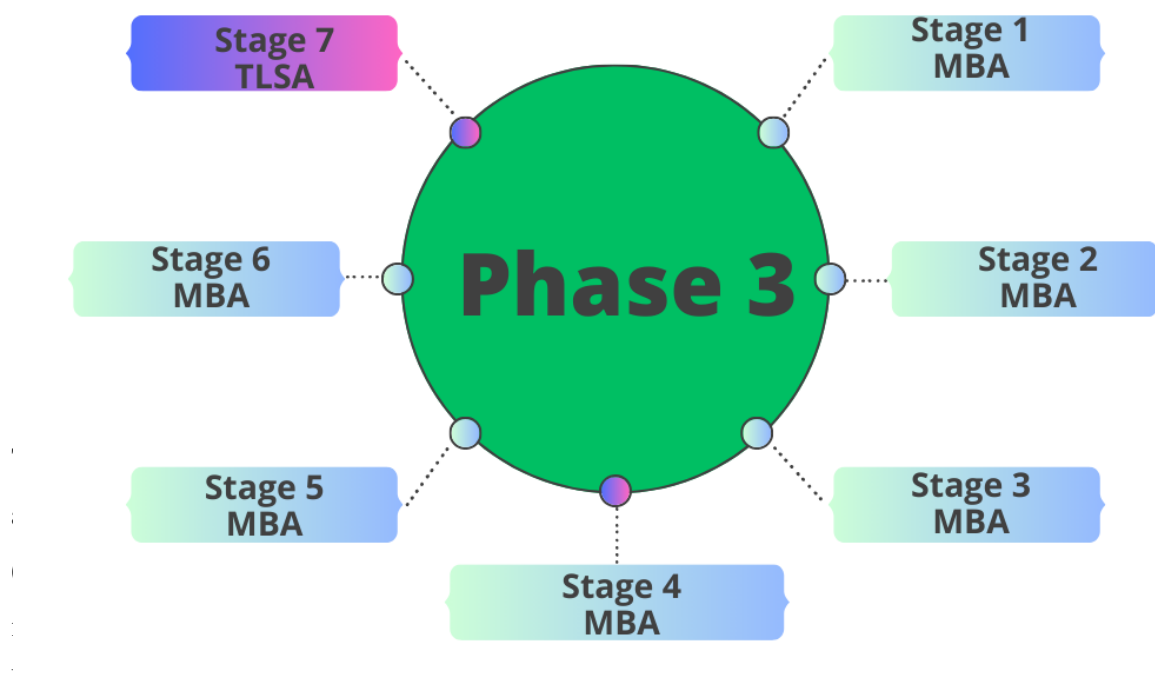 Stage 7
TLSA
Stage 1
MBA
Stage 6
MBA
Phase 3
Stage 2
MBA
Stage 5
MBA
Stage 3
MBA
Stage 4
MBA